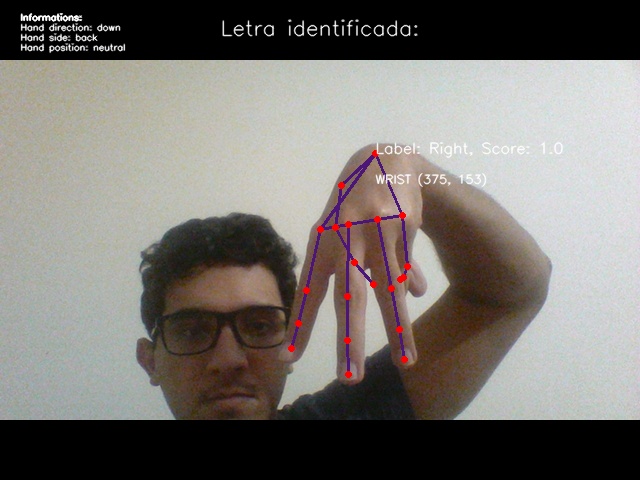 Informations:
Hand direction: down
Hand side: back
Hand position: neutral
Letra identificada:
Label: Right, Score: 1.0
WRIST (375, 153)